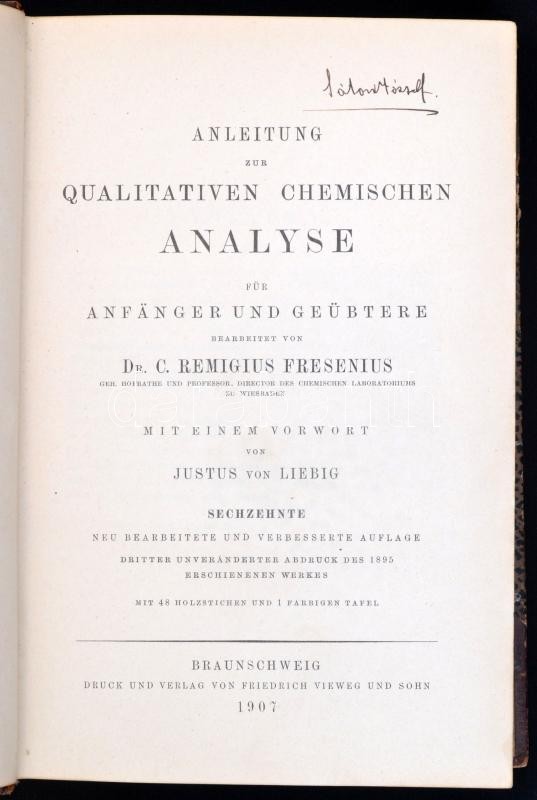 ANLEITUNG
ZUR
QUALITATIVEN CHEMISCHEN
ANALYSE
FÜR
ANFÄNGER UND GEÜBTERE
BEARBEITET VON
DR. C. REMIGIUS FRESENIUS
GEH. HOFRATHE UND PROFESSOR, DIRECTOR DES CHEMISCHEN LABORATORIUMS
ZU WIESBADEN
MIT EINEM VORWORT
VON
JUSTUS VON LIEBIG
SECHZEHNTE
NEU BEARBEITETE UND VERBESSERTE AUFLAGE
DRITTER UNVERÄNDERTER ABDRUCK DES 1895
ERSCHIENENEN WERKES
MIT 48 HOLZSTICHEN UND 1 FARBIGEN TAFEL
BRAUNSCHWEIG
DRUCK UND VERLAG VON FRIEDRICH VIEWEG UND SOHN
1907